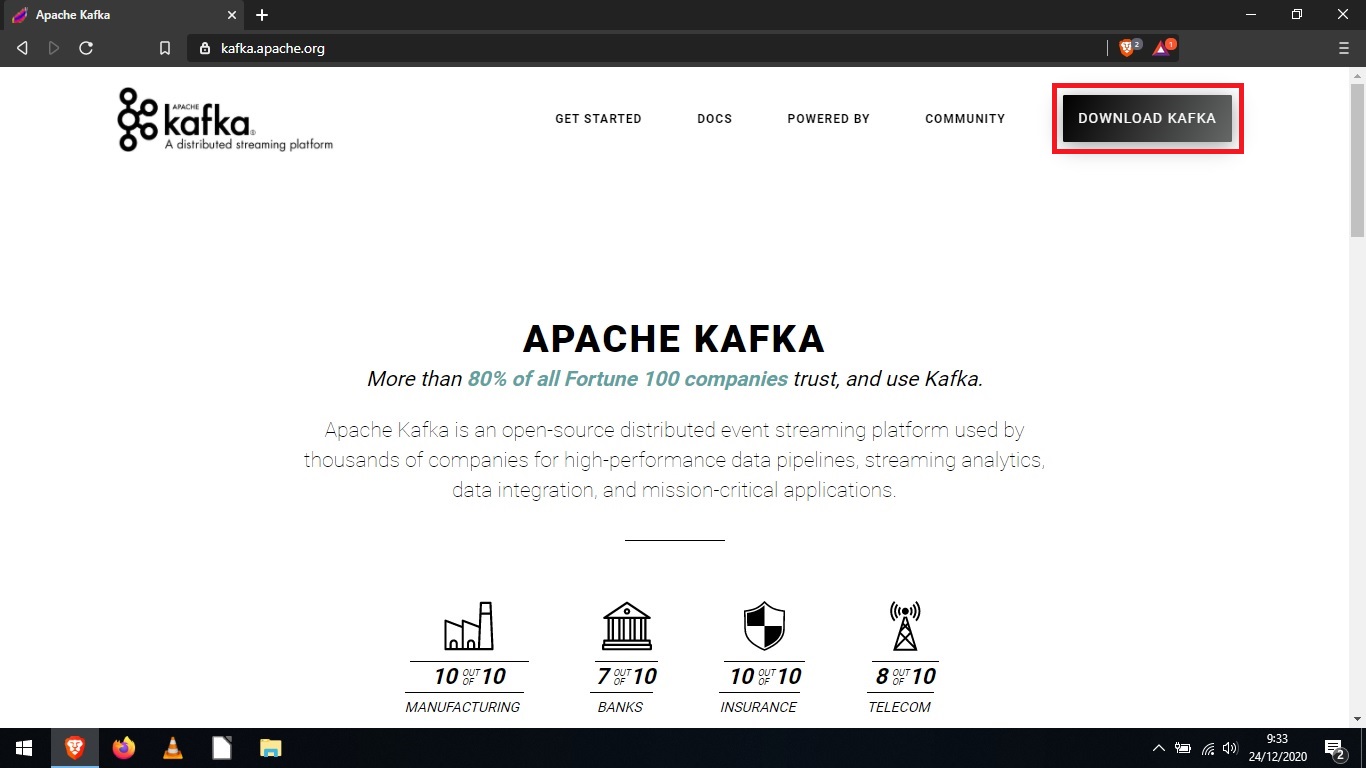 Apache Kafka
kafka.apache.org
2
1
APACHE
kafka®
A distributed streaming platform
GET STARTED
DOCS
POWERED BY
COMMUNITY
DOWNLOAD KAFKA
APACHE KAFKA
More than 80% of all Fortune 100 companies trust, and use Kafka.
Apache Kafka is an open-source distributed event streaming platform used by
thousands of companies for high-performance data pipelines, streaming analytics,
data integration, and mission-critical applications.
10 OUT OF 10
MANUFACTURING
7 OUT OF 10
BANKS
10 OUT OF 10
INSURANCE
8 OUT OF 10
TELECOM
9:33
24/12/2020
2